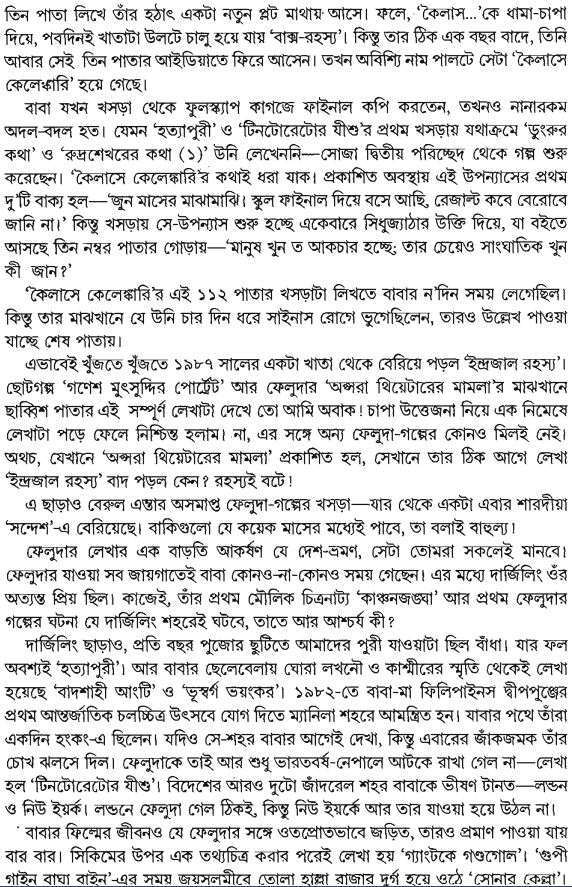 তিন পাতা লিখে তাঁর হঠাৎ একটা নতুন প্লট মাথায় আসে। ফলে, ‘কৈলাস...’কে ধামা-চাপা
দিয়ে, পরদিনই খাতাটা উলটে চালু হয়ে যায় ‘বাক্স-রহস্য’। কিন্তু তার ঠিক এক বছর বাদে, তিনি
আবার সেই তিন পাতার আইডিয়াতে ফিরে আসেন। তখন অবিশ্যি নাম পালটে সেটা ‘কৈলাসে
কেলেঙ্কারি’ হয়ে গেছে।
বাবা যখন খসড়া থেকে ফুলস্ক্যাপ কাগজে ফাইনাল কপি করতেন, তখনও নানারকম
অদল-বদল হত। যেমন ‘হত্যাপুরী’ ও ‘টিনটোরেটোর যীশু’র প্রথম খসড়ায় যথাক্রমে ‘ডুংরুর
কথা’ ও ‘রুদ্রশেখরের কথা (১)’ উনি লেখেননি—সোজা দ্বিতীয় পরিচ্ছেদ থেকে গল্প শুরু
করেছেন। ‘কৈলাসে কেলেঙ্কারি’র কথাই ধরা যাক। প্রকাশিত অবস্থায় এই উপন্যাসের প্রথম
দু’টি বাক্য হল—‘জুন মাসের মাঝামাঝি। স্কুল ফাইনাল দিয়ে বসে আছি, রেজাল্ট কবে বেরোবে
জানি না।’ কিন্তু খসড়ায় সে-উপন্যাস শুরু হচ্ছে একেবারে সিধুজ্যাঠার উক্তি দিয়ে, যা বইতে
আসছে তিন নম্বর পাতার গোড়ায়—‘মানুষ খুন ত আকচার হচ্ছে; তার চেয়েও সাংঘাতিক খুন
কী জান?’
‘কৈলাসে কেলেঙ্কারি’র এই ১১২ পাতার খসড়াটা লিখতে বাবার ন’দিন সময় লেগেছিল।
কিন্তু তার মাঝখানে যে উনি চার দিন ধরে সাইনাস রোগে ভুগেছিলেন, তারও উল্লেখ পাওয়া
যাচ্ছে শেষ পাতায়।
এভাবেই খুঁজতে খুঁজতে ১৯৮৭ সালের একটা খাতা থেকে বেরিয়ে পড়ল ‘ইন্দ্রজাল রহস্য’।
ছোটগল্প ‘গণেশ মুৎসুদ্দির পোর্ট্রেট’ আর ফেলুদার ‘অপ্সরা থিয়েটারের মামলা’র মাঝখানে
ছাব্বিশ পাতার এই সম্পূর্ণ লেখাটা দেখে তো আমি অবাক! চাপা উত্তেজনা নিয়ে এক নিমেষে
লেখাটা পড়ে ফেলে নিশ্চিন্ত হলাম। না, এর সঙ্গে অন্য ফেলুদা-গল্পের কোনও মিলই নেই।
অথচ, যেখানে ‘অপ্সরা থিয়েটারের মামলা’ প্রকাশিত হল, সেখানে তার ঠিক আগে লেখা
‘ইন্দ্রজাল রহস্য’ বাদ পড়ল কেন? রহস্যই বটে!
এ ছাড়াও বেরুল এন্তার অসমাপ্ত ফেলুদা-গল্পের খসড়া—যার থেকে একটা এবার শারদীয়া
‘সন্দেশ’-এ বেরিয়েছে। বাকিগুলো যে কয়েক মাসের মধ্যেই পাবে, তা বলাই বাহুল্য।
ফেলুদার লেখার এক বাড়তি আকর্ষণ যে দেশ-ভ্রমণ, সেটা তোমরা সকলেই মানবে।
ফেলুদার যাওয়া সব জায়গাতেই বাবা কোনও-না-কোনও সময় গেছেন। এর মধ্যে দার্জিলিং ওঁর
অত্যন্ত প্রিয় ছিল। কাজেই, তাঁর প্রথম মৌলিক চিত্রনাট্য ‘কাঞ্চনজঙ্ঘা’ আর প্রথম ফেলুদার
গল্পের ঘটনা যে দার্জিলিং শহরেই ঘটবে, তাতে আর আশ্চর্য কী?
দার্জিলিং ছাড়াও, প্রতি বছর পুজোর ছুটিতে আমাদের পুরী যাওয়াটা ছিল বাঁধা। যার ফল
অবশ্যই ‘হত্যাপুরী’। আর বাবার ছেলেবেলায় ঘোরা লখনৌ ও কাশ্মীরের স্মৃতি থেকেই লেখা
হয়েছে ‘বাদশাহী আংটি’ ও ‘ভূস্বর্গ ভয়ংকর’। ১৯৮২-তে বাবা-মা ফিলিপাইনস দ্বীপপুঞ্জের
প্রথম আন্তর্জাতিক চলচ্চিত্র উৎসবে যোগ দিতে ম্যানিলা শহরে আমন্ত্রিত হন। যাবার পথে তাঁরা
একদিন হংকং-এ ছিলেন। যদিও সে-শহর বাবার আগেই দেখা, কিন্তু এবারের জাঁকজমক তাঁর
চোখ ঝলসে দিল। ফেলুদাকে তাই আর শুধু ভারতবর্ষ-নেপালে আটকে রাখা গেল না—লেখা
হল ‘টিনটোরেটোর যীশু’। বিদেশের আরও দুটো জাঁদরেল শহর বাবাকে ভীষণ টানত—লন্ডন
ও নিউ ইয়র্ক। লন্ডনে ফেলুদা গেল ঠিকই, কিন্তু নিউ ইয়র্কে আর তার যাওয়া হয়ে উঠল না।
বাবার ফিল্মের জীবনও যে ফেলুদার সঙ্গে ওতপ্রোতভাবে জড়িত, তারও প্রমাণ পাওয়া যায়
বার বার। সিকিমের উপর এক তথ্যচিত্র করার পরেই লেখা হয় ‘গ্যাংটকে গণ্ডগোল’। ‘গুপী
গাইন বাঘা বাইন’-এর সময় জয়সলমীরে তোলা হাল্লা রাজার দুর্গ হয়ে ওঠে ‘সোনার কেল্লা’।